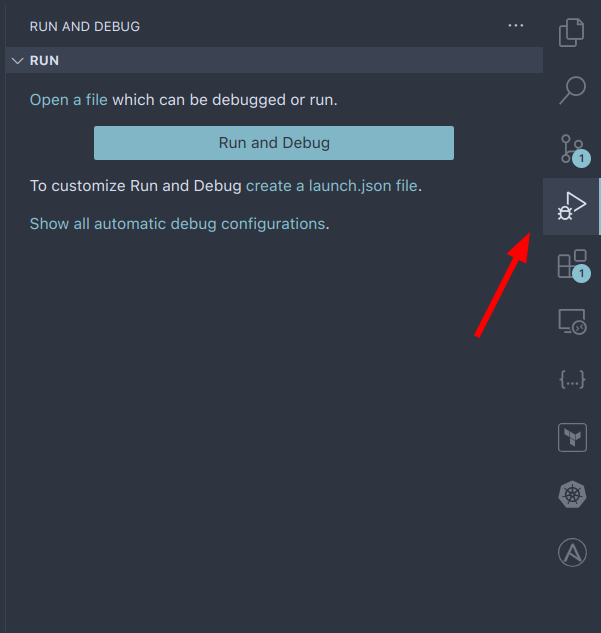 RUN AND DEBUG
RUN
Open a file which can be debugged or run.
Run and Debug
To customize Run and Debug create a launch.json file.
Show all automatic debug configurations.
1
1
{...}